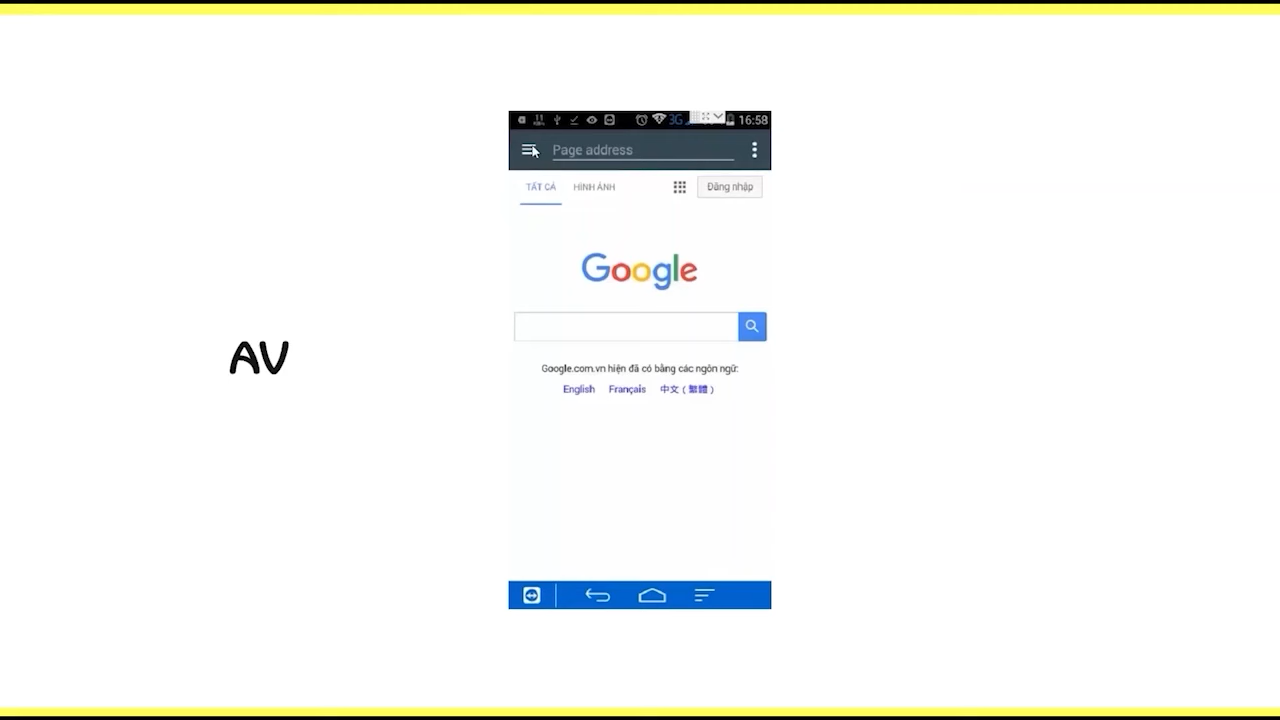 3G 16:58
Page address
TẤT CẢ HÌNH ẢNH Đăng nhập
Google
AV
Google.com.vn hiện đã có bằng các ngôn ngữ:
English Français 中文（繁體）